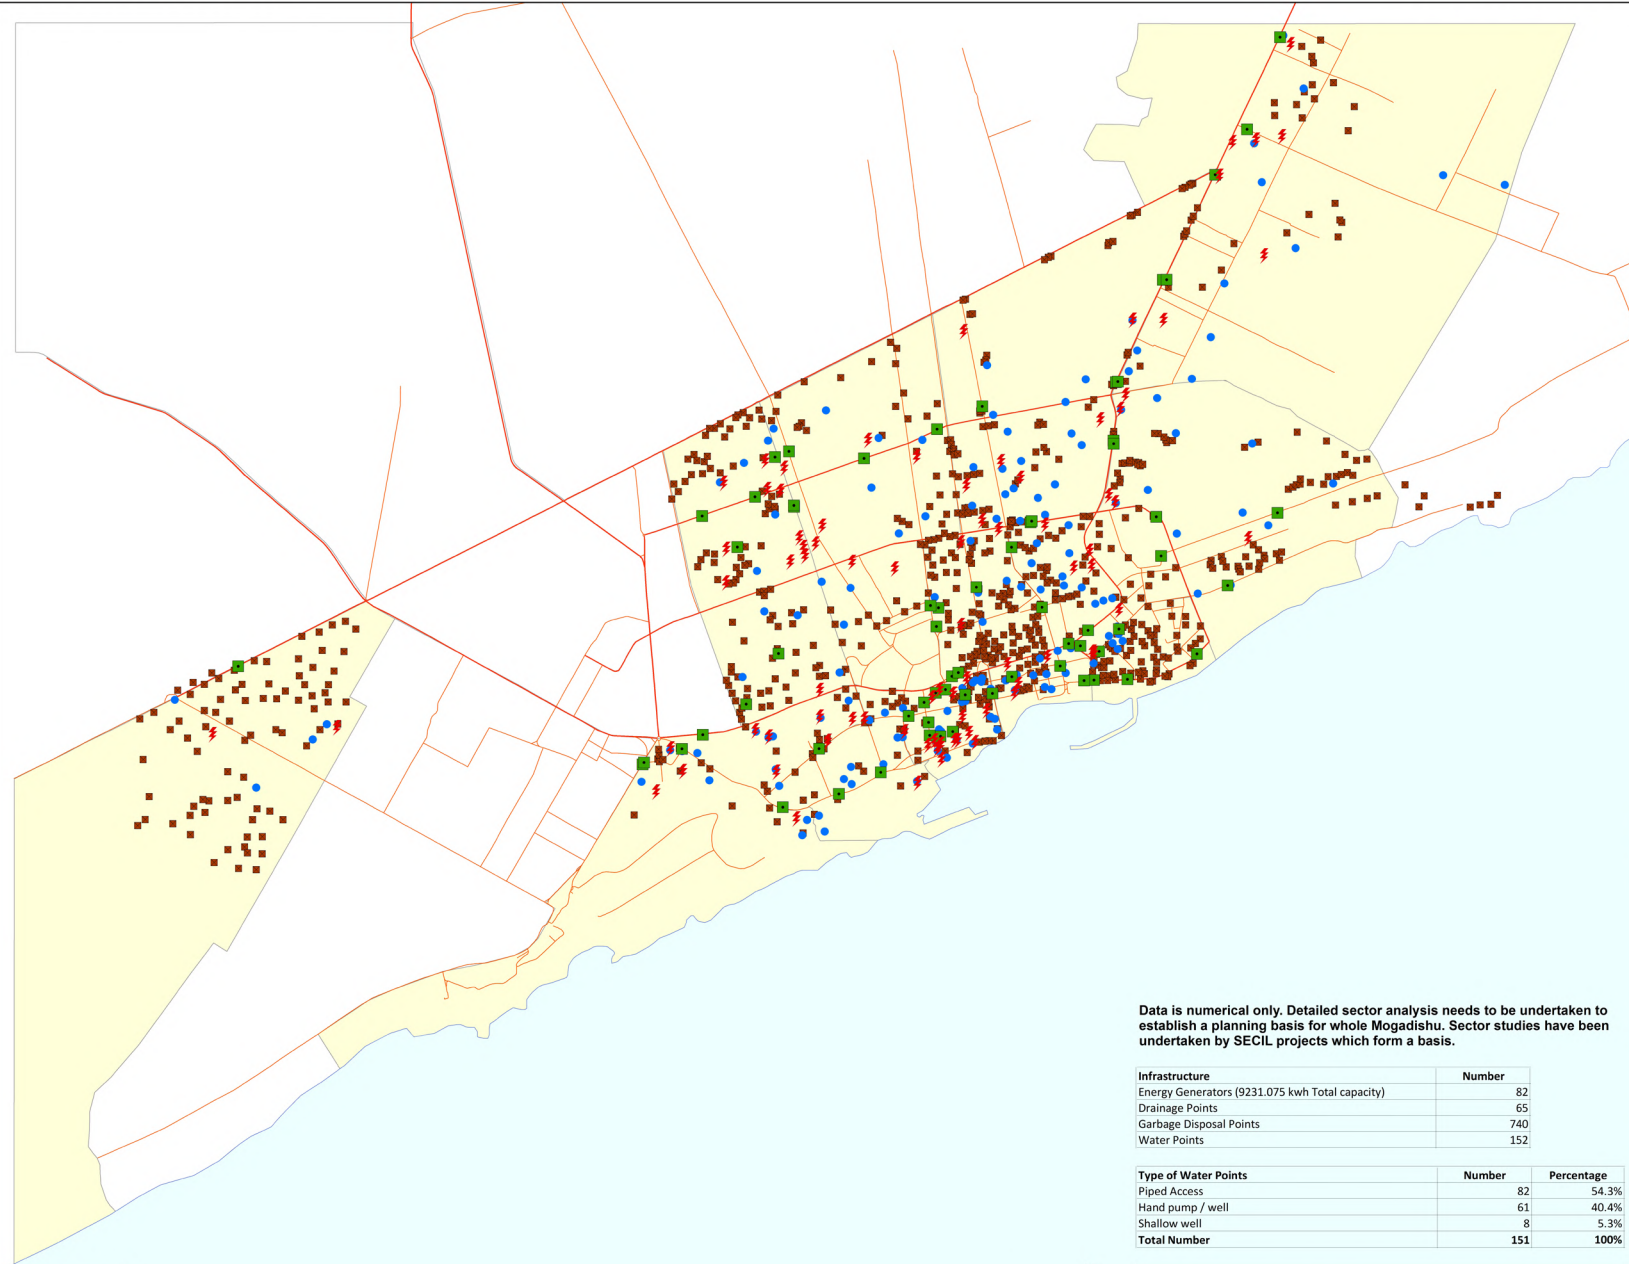 Data is numerical only. Detailed sector analysis needs to be undertaken to
establish a planning basis for whole Mogadishu. Sector studies have been
undertaken by SECIL projects which form a basis.
Infrastructure Number
Energy Generators (9231.075 kwh Total capacity) 82
Drainage Points 65
Garbage Disposal Points 740
Water Points 152
Type of Water Points Number Percentage
Piped Access 82 54.3%
Hand pump / well 61 40.4%
Shallow well 8 5.3%
Total Number 151 100%